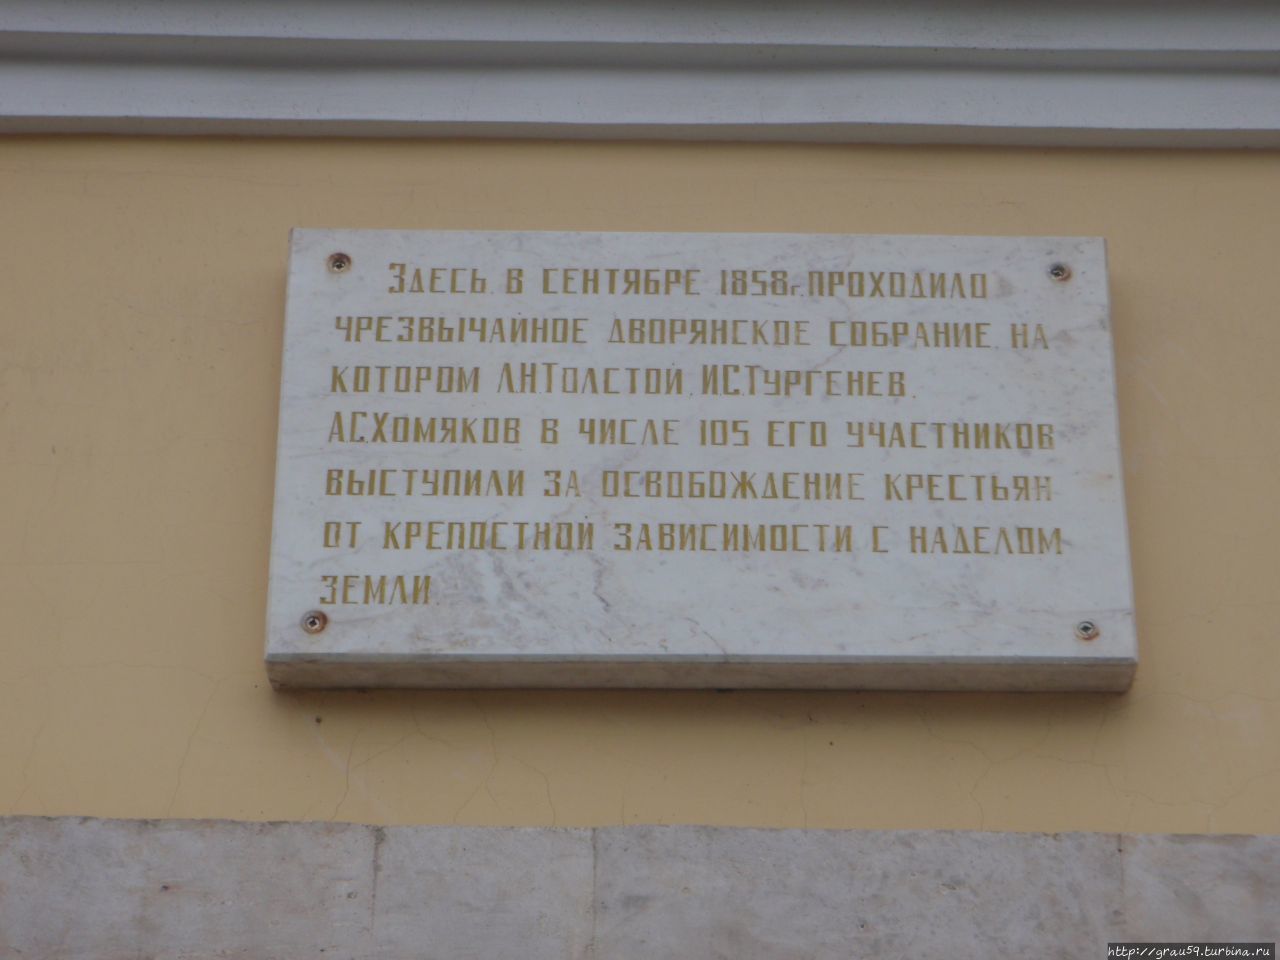 Здесь в сентябре 1858г. проходило
чрезвычайное дворянское собрание, на
котором Л.Н.Толстой, И.С.Тургенев,
А.С.Хомяков в числе 105 его участников
выступили за освобождение крестьян
от крепостной зависимости с наделом
земли.
http://grau59.turbina.ru